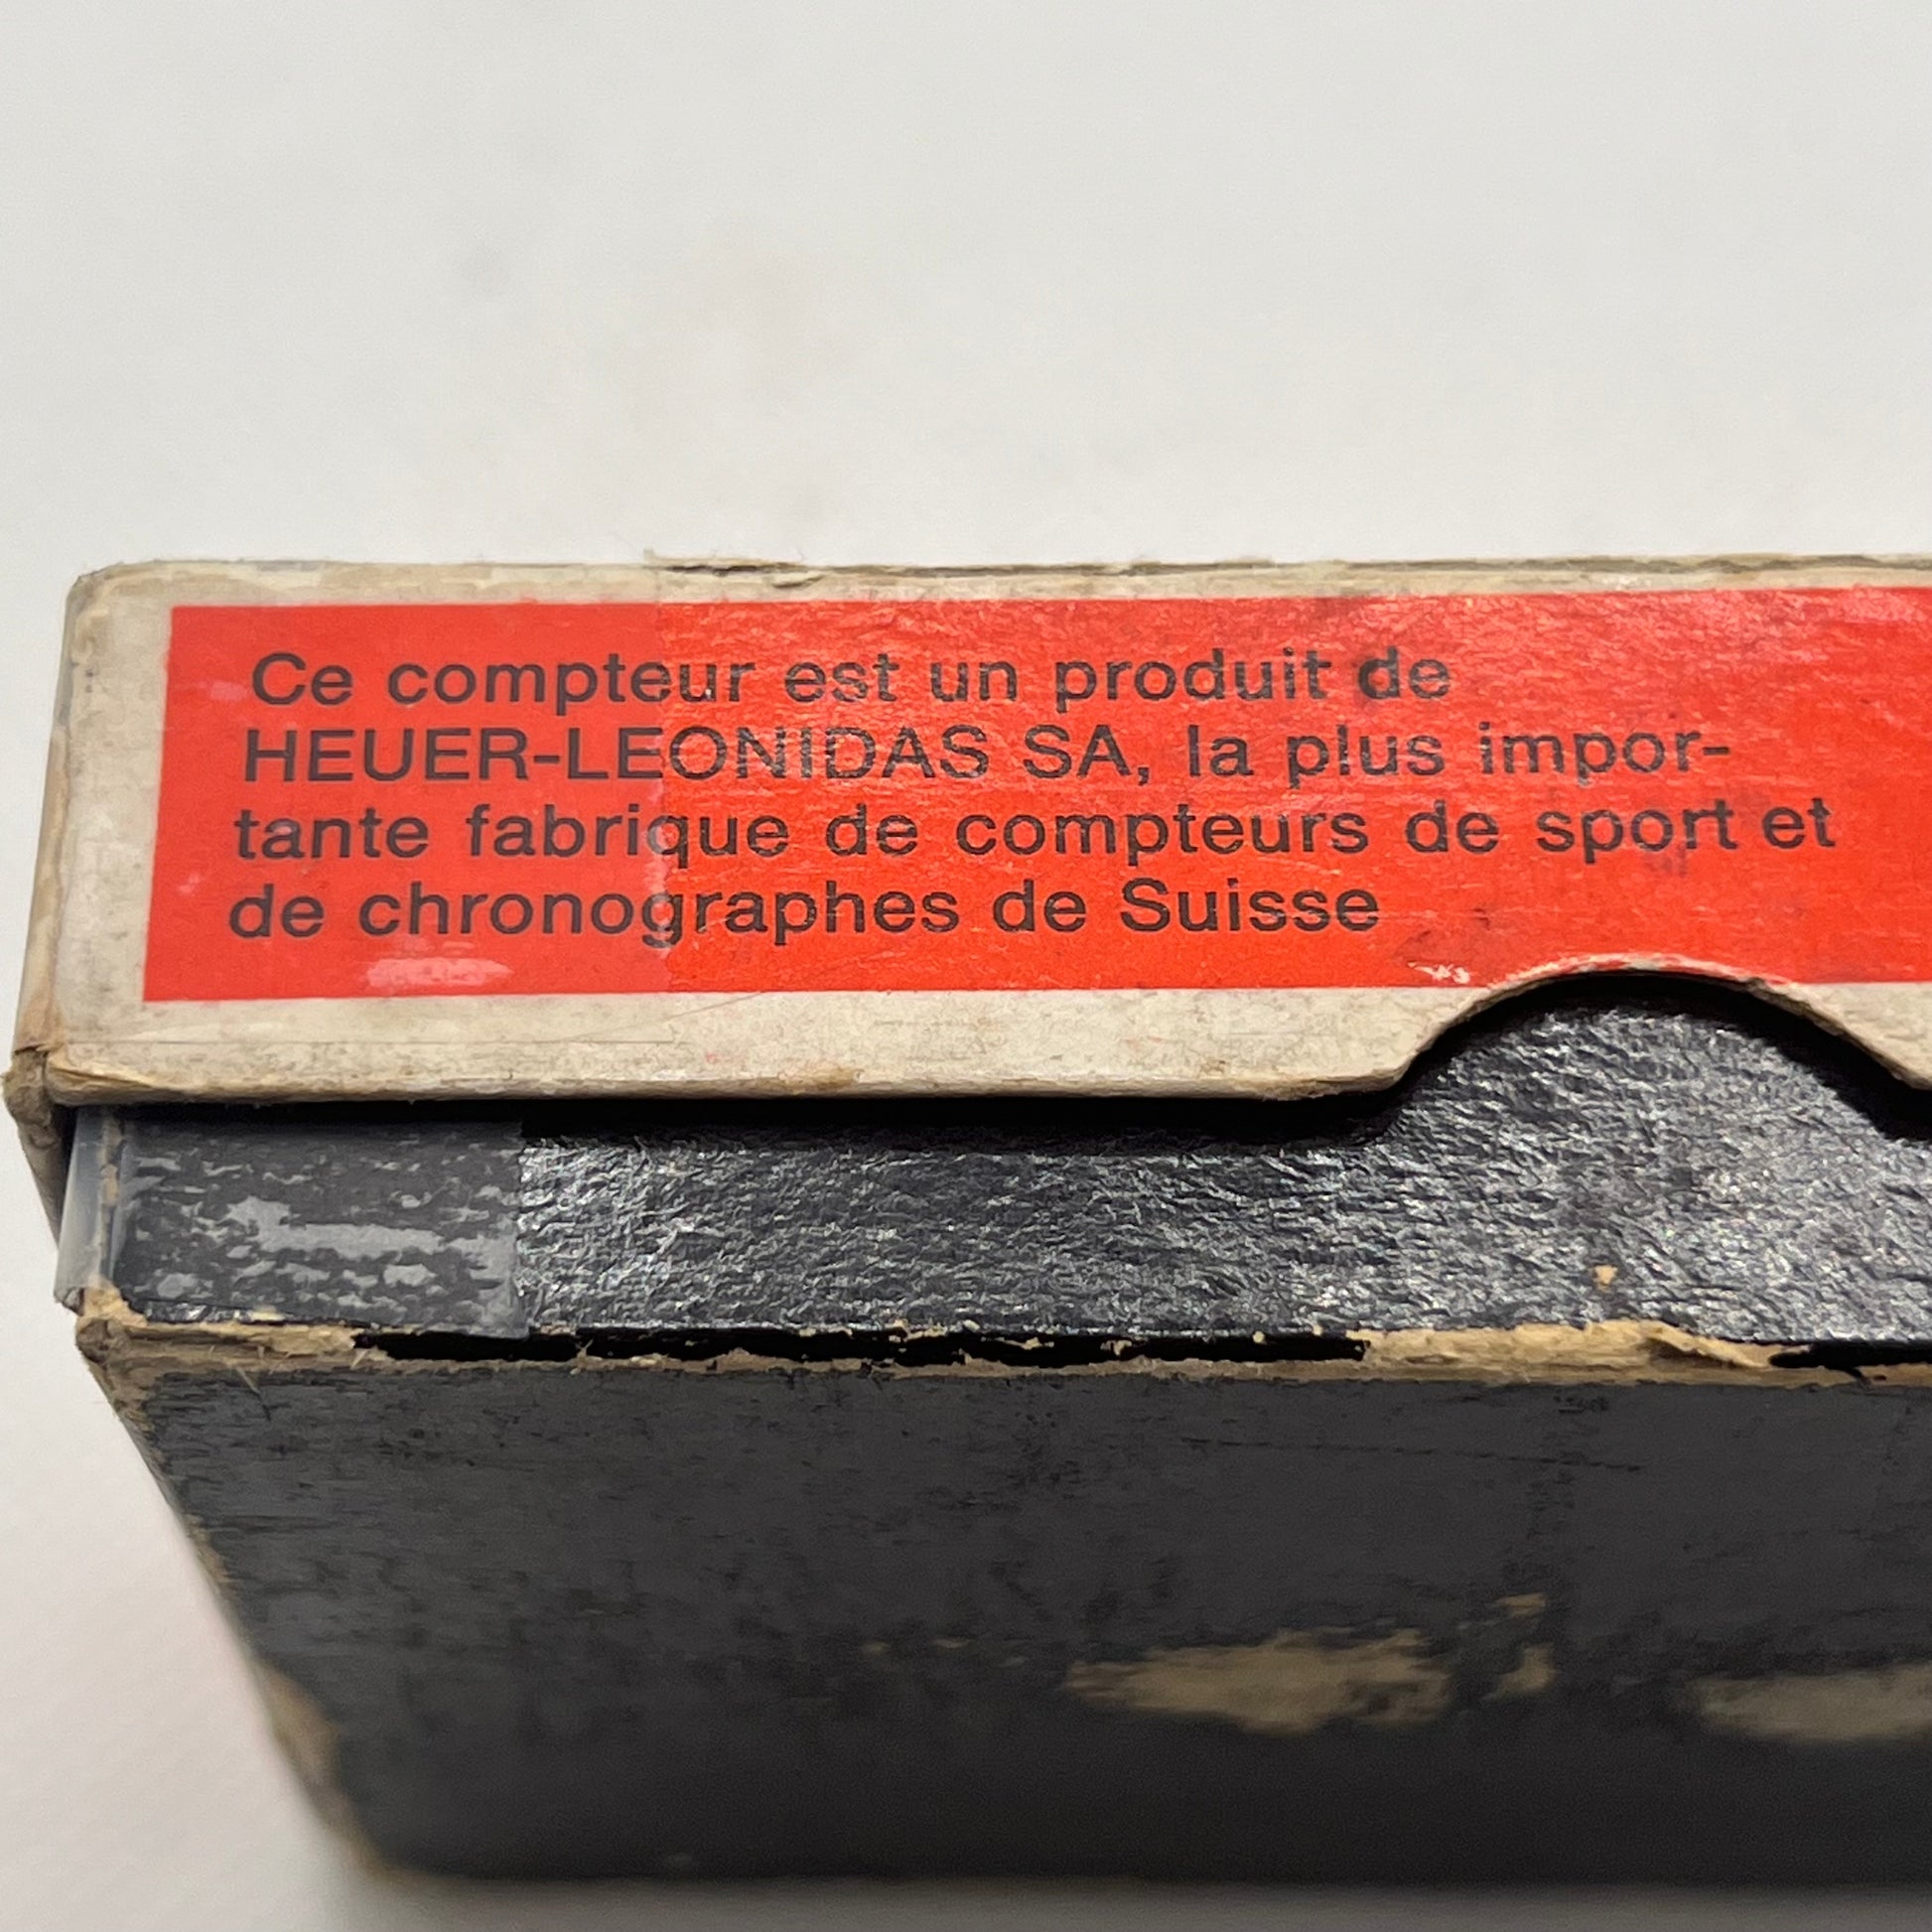 Ce compteur est un produit de
HEUER-LEONIDAS SA, la plus impor-
tante fabrique de compteurs de sport et
de chronographes de Suisse